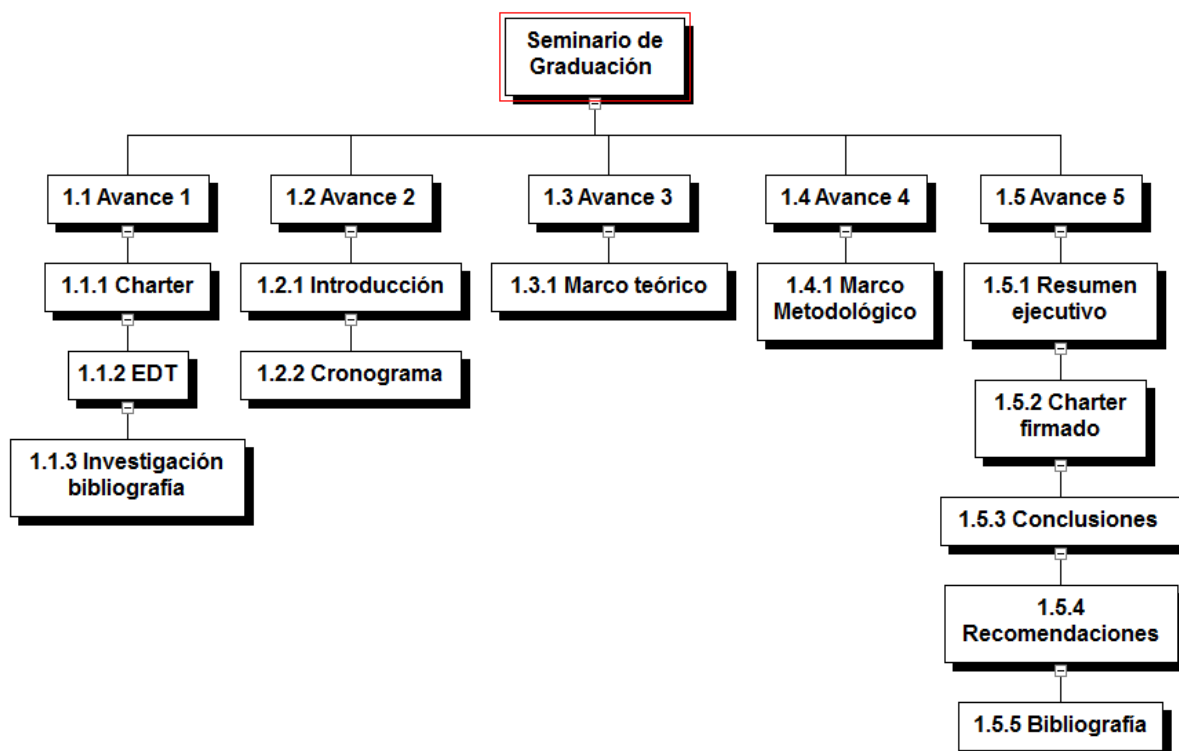 Seminario de
Graduación
1.1 Avance 1
1.2 Avance 2
1.3 Avance 3
1.4 Avance 4
1.5 Avance 5
1.1.1 Charter
1.2.1 Introducción
1.3.1 Marco teórico
1.4.1 Marco
Metodológico
1.5.1 Resumen
ejecutivo
1.1.2 EDT
1.2.2 Cronograma
1.5.2 Charter
firmado
1.1.3 Investigación
bibliografía
1.5.3 Conclusiones
1.5.4
Recomendaciones
1.5.5 Bibliografía